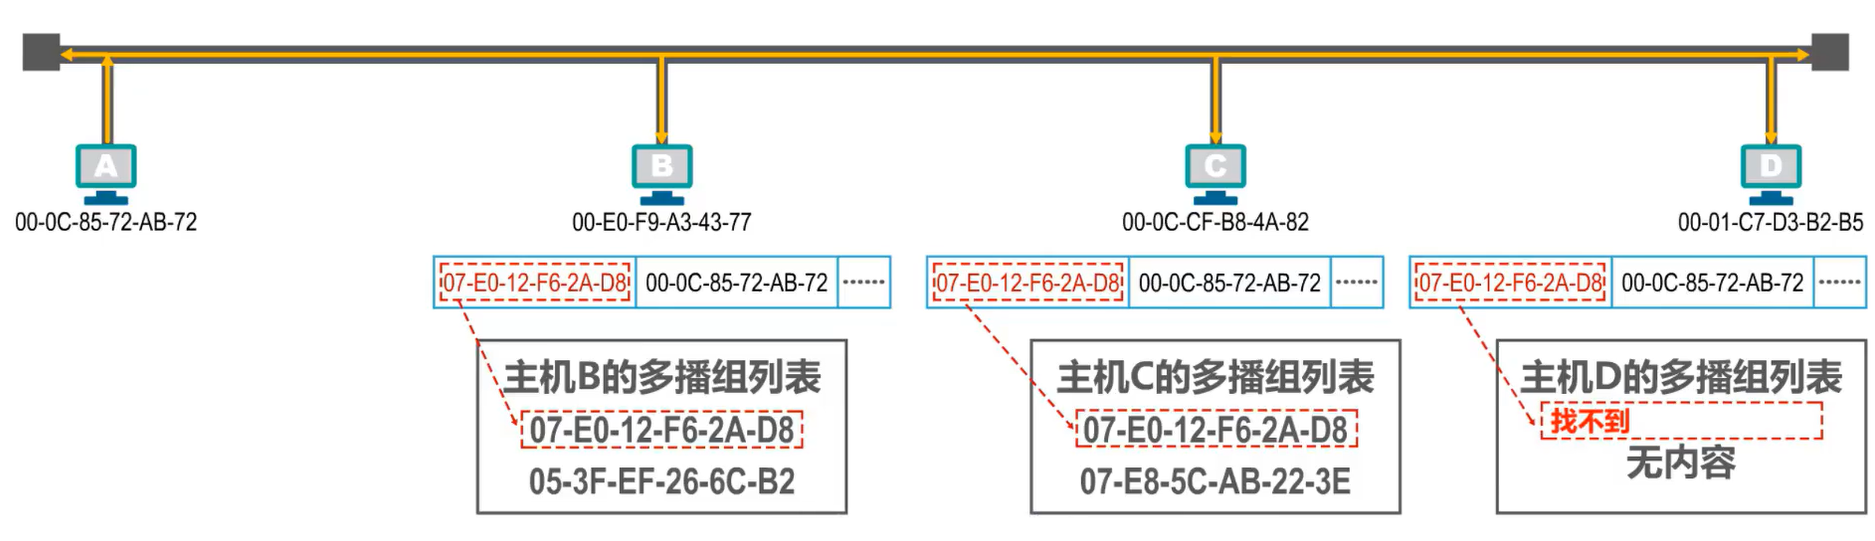 A
B
C
D
00-0C-85-72-AB-72
00-E0-F9-A3-43-77
00-0C-CF-B8-4A-82
00-01-C7-D3-B2-B5
07-E0-12-F6-2A-D8 00-0C-85-72-AB-72 ......
07-E0-12-F6-2A-D8 00-0C-85-72-AB-72 ......
07-E0-12-F6-2A-D8 00-0C-85-72-AB-72 ......
主机B的多播组列表
07-E0-12-F6-2A-D8
05-3F-EF-26-6C-B2
主机C的多播组列表
07-E0-12-F6-2A-D8
07-E8-5C-AB-22-3E
主机D的多播组列表
找不到
无内容